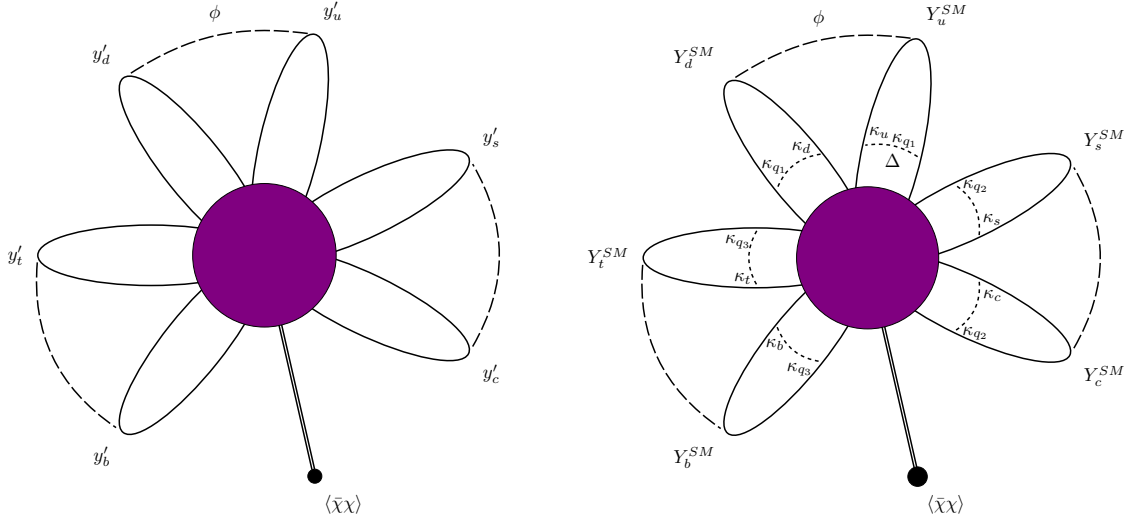 ϕ
y′_u
y′_d
y′_s
y′_t
y′_c
y′_b
⟨χ̄χ⟩
ϕ
Y_u^{SM}
Y_d^{SM}
κ_u κ_{q_1}
Δ
κ_d
κ_{q_1}
Y_s^{SM}
κ_{q_2}
κ_s
κ_{q_3}
Y_t^{SM}
κ_t
κ_c
κ_{q_2}
κ_b
κ_{q_3}
Y_c^{SM}
Y_b^{SM}
⟨χ̄χ⟩